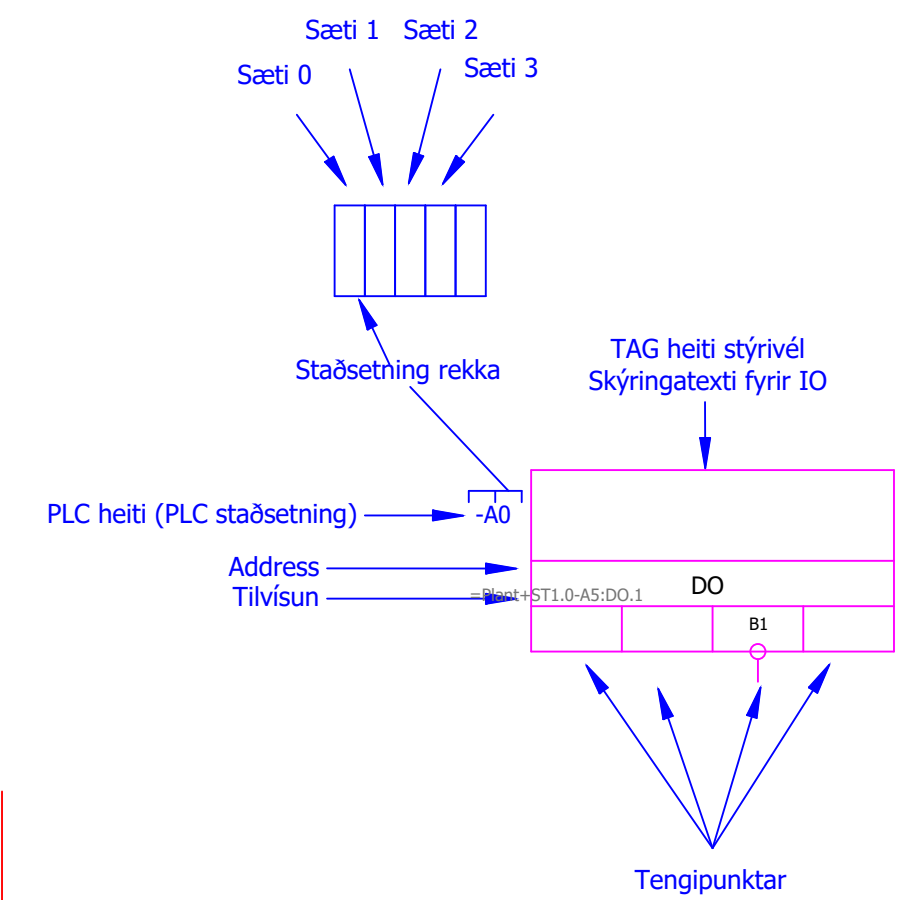 Sæti 1 Sæti 2
Sæti 0
Sæti 3
Staðsetning rekka
TAG heiti stýrivél
Skýringatexti fyrir IO
PLC heiti (PLC staðsetning)
-A0
Address
Tilvísun
DO
=Plant+ST1.0-A5:DO.1
B1
Tengipunktar